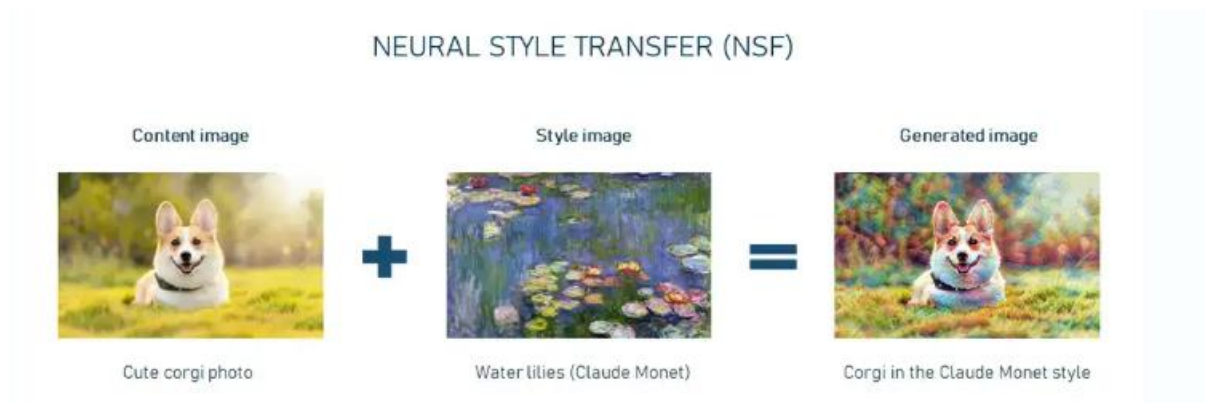 NEURAL STYLE TRANSFER (NSF)
Content image
Style image
Generated image
Cute corgi photo
Water lilies (Claude Monet)
Corgi in the Claude Monet style